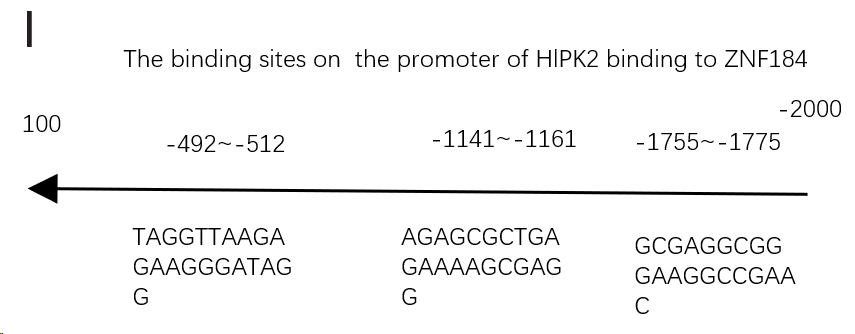 I
The binding sites on the promoter of HIPK2 binding to ZNF184
-2000
100
-492~-512
-1141~-1161
-1755~-1775
TAGGTTAAGA
GAAGGGATAG
G
AGAGCGCTGA
GAAAAGCGAG
G
GCGAGGCGG
GAAGGCCGAA
C